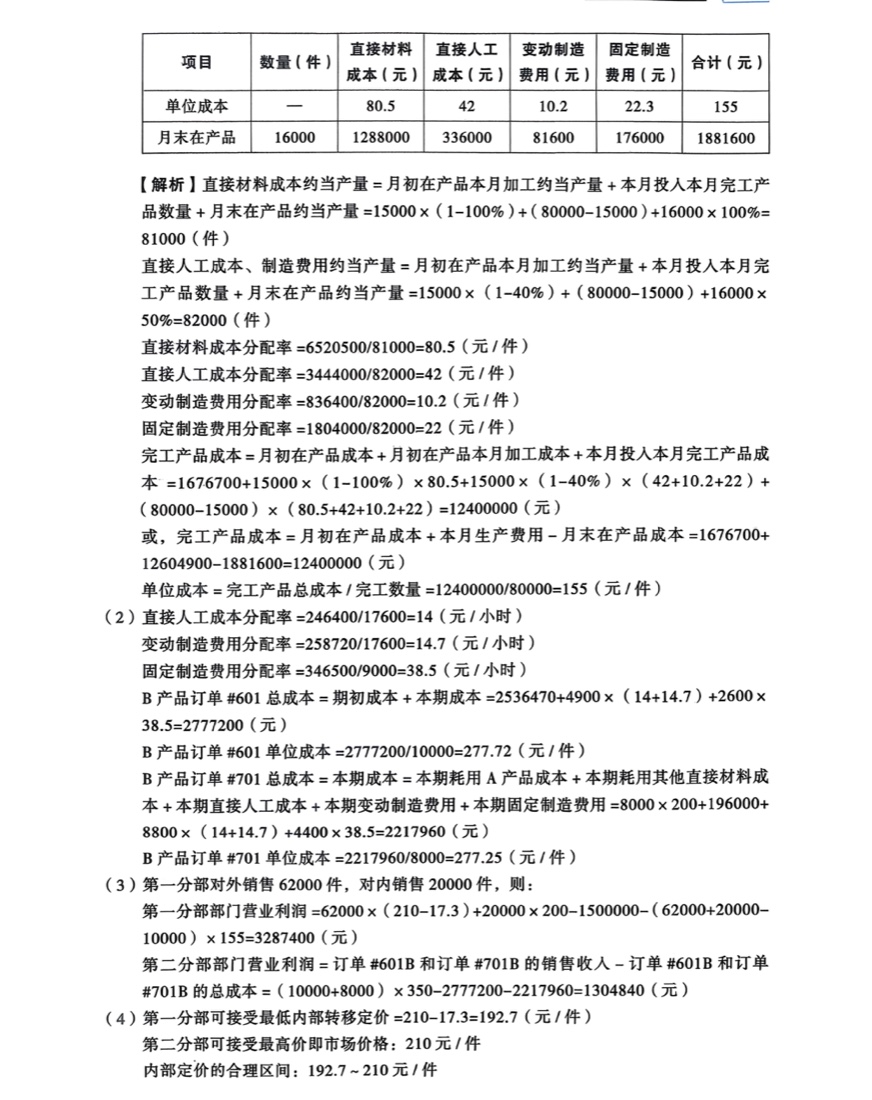 项目 数量（件） 直接材料成本（元） 直接人工成本（元） 变动制造费用（元） 固定制造费用（元） 合计（元）
单位成本 — 80.5 42 10.2 22.3 155
月末在产品 16000 1288000 336000 81600 176000 1881600
【解析】直接材料成本约当产量=月初在产品本月加工约当产量+本月投入本月完工产
品数量+月末在产品约当产量=15000×（1-100%）+（80000-15000）+16000×100%=
81000（件）
直接人工成本、制造费用约当产量=月初在产品本月加工约当产量+本月投入本月完
工产品数量+月末在产品约当产量=15000×（1-40%）+（80000-15000）+16000×
50%=82000（件）
直接材料成本分配率=6520500/81000=80.5（元/件）
直接人工成本分配率=3444000/82000=42（元/件）
变动制造费用分配率=836400/82000=10.2（元/件）
固定制造费用分配率=1804000/82000=22（元/件）
完工产品成本=月初在产品成本+月初在产品本月加工成本+本月投入本月完工产品成
本=1676700+15000×（1-100%）×80.5+15000×（1-40%）×（42+10.2+22）+
（80000-15000）×（80.5+42+10.2+22）=12400000（元）
或，完工产品成本=月初在产品成本+本月生产费用-月末在产品成本=1676700+
12604900-1881600=12400000（元）
单位成本=完工产品总成本/完工数量=12400000/80000=155（元/件）
（2）直接人工成本分配率=246400/17600=14（元/小时）
变动制造费用分配率=258720/17600=14.7（元/小时）
固定制造费用分配率=346500/9000=38.5（元/小时）
B产品订单#601总成本=期初成本+本期成本=2536470+4900×（14+14.7）+2600×
38.5=2777200（元）
B产品订单#601单位成本=2777200/10000=277.72（元/件）
B产品订单#701总成本=本期成本=本期耗用A产品成本+本期耗用其他直接材料成
本+本期直接人工成本+本期变动制造费用+本期固定制造费用=8000×200+196000+
8800×（14+14.7）+4400×38.5=2217960（元）
B产品订单#701单位成本=2217960/8000=277.25（元/件）
（3）第一分部对外销售62000件，对内销售20000件，则：
第一分部部门营业利润=62000×（210-17.3）+20000×200-1500000-（62000+20000-
10000）×155=3287400（元）
第二分部部门营业利润=订单#601B和订单#701B的销售收入-订单#601B和订单
#701B的总成本=（10000+8000）×350-2777200-2217960=1304840（元）
（4）第一分部可接受最低内部转移定价=210-17.3=192.7（元/件）
第二分部可接受最高价即市场价格：210元/件
内部定价的合理区间：192.7~210元/件